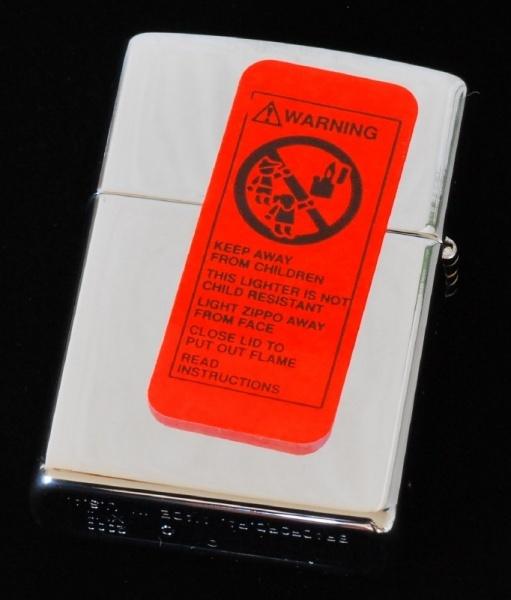 WARNING
KEEP AWAY
FROM CHILDREN
THIS LIGHTER IS NOT
CHILD RESISTANT
LIGHT ZIPPO AWAY
FROM FACE
CLOSE LID TO
PUT OUT FLAME
READ
INSTRUCTIONS